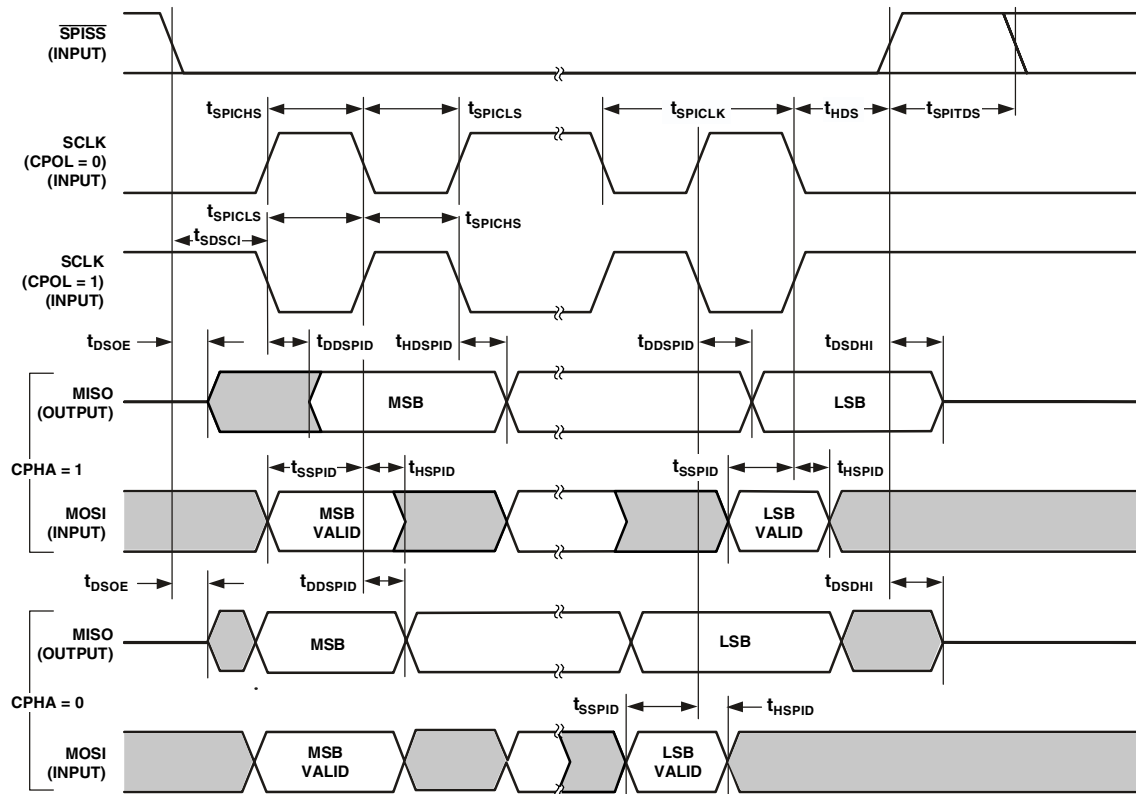 SPISS
(INPUT)
tSPICHS
tSPICLS
tSPICLK
tHDS
tSPITDS
SCLK
(CPOL = 0)
(INPUT)
tSPICLS
tSPICHS
tSDSCI
SCLK
(CPOL = 1)
(INPUT)
tDSOE
tDDSPID
tHDSPID
tDDSPID
tDSDHI
MISO
(OUTPUT)
MSB
LSB
CPHA = 1
tSSPID
tHSPID
tSSPID
tHSPID
MOSI
(INPUT)
MSB
VALID
LSB
VALID
tDSOE
tDDSPID
tDSDHI
MISO
(OUTPUT)
MSB
LSB
CPHA = 0
tSSPID
tHSPID
MOSI
(INPUT)
MSB
VALID
LSB
VALID